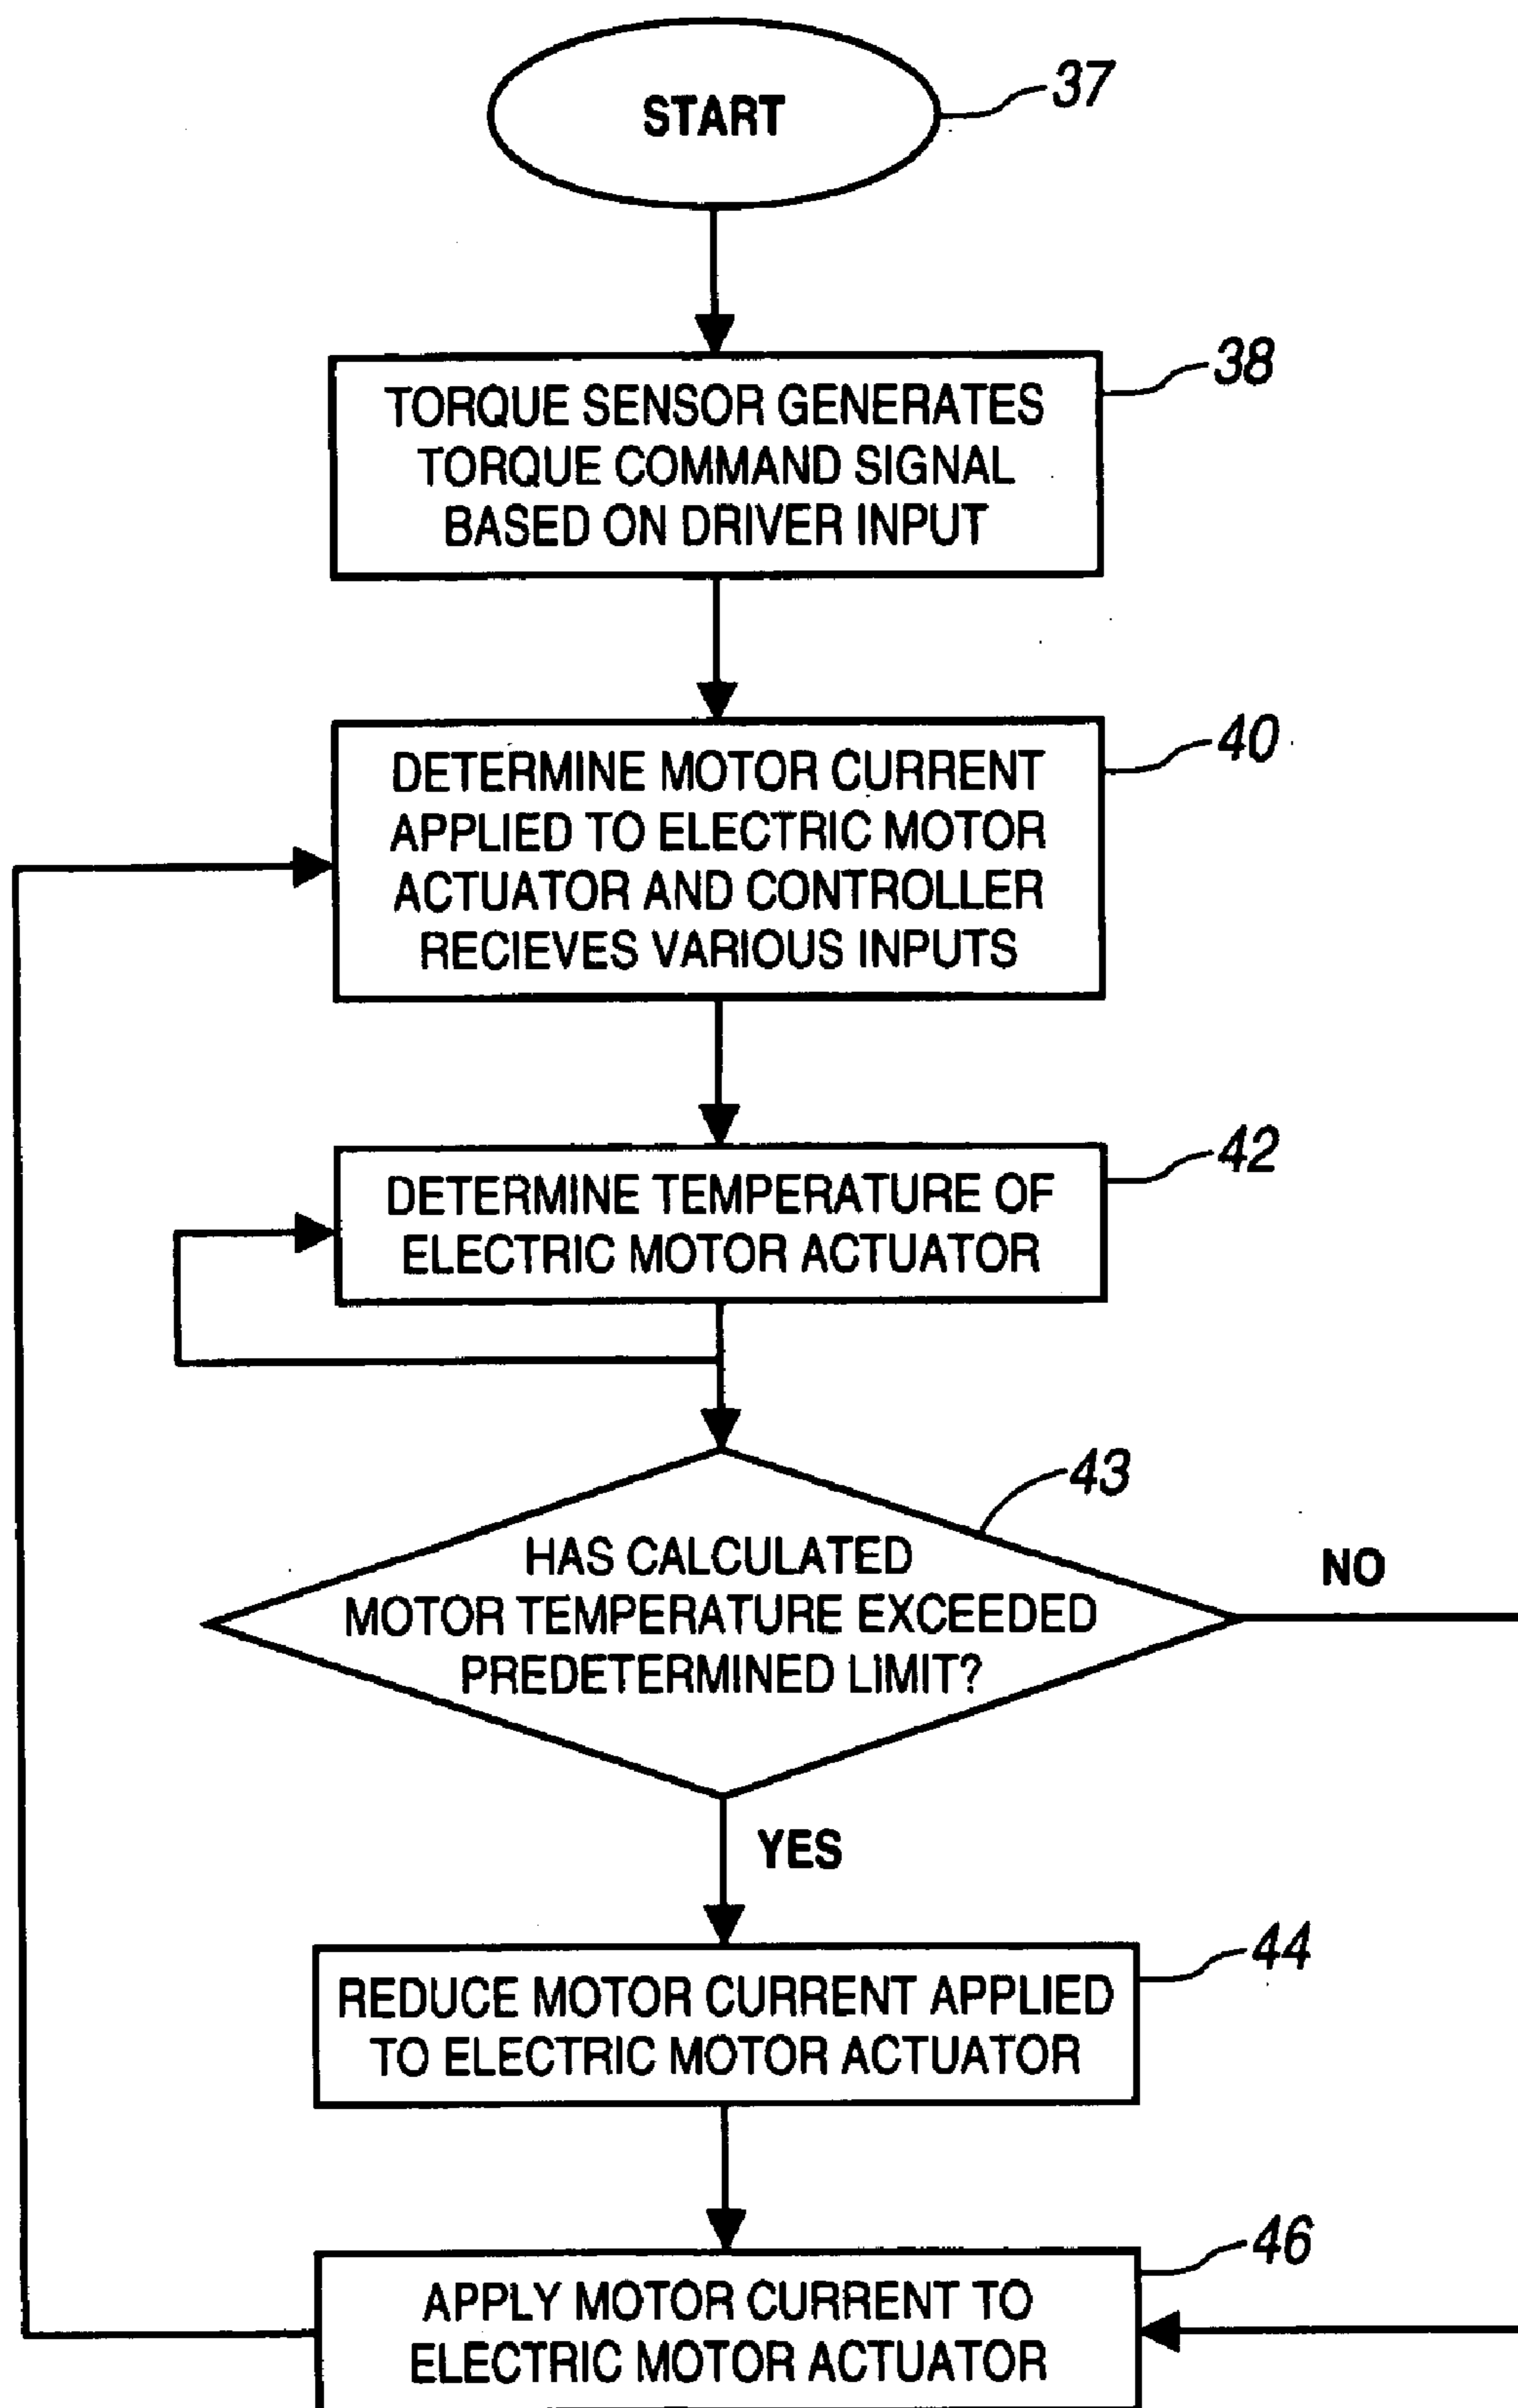 START
37
TORQUE SENSOR GENERATES
TORQUE COMMAND SIGNAL
BASED ON DRIVER INPUT
38
DETERMINE MOTOR CURRENT
APPLIED TO ELECTRIC MOTOR
ACTUATOR AND CONTROLLER
RECIEVES VARIOUS INPUTS
40
DETERMINE TEMPERATURE OF
ELECTRIC MOTOR ACTUATOR
42
HAS CALCULATED
MOTOR TEMPERATURE EXCEEDED
PREDETERMINED LIMIT?
43
NO
YES
REDUCE MOTOR CURRENT APPLIED
TO ELECTRIC MOTOR ACTUATOR
44
APPLY MOTOR CURRENT TO
ELECTRIC MOTOR ACTUATOR
46